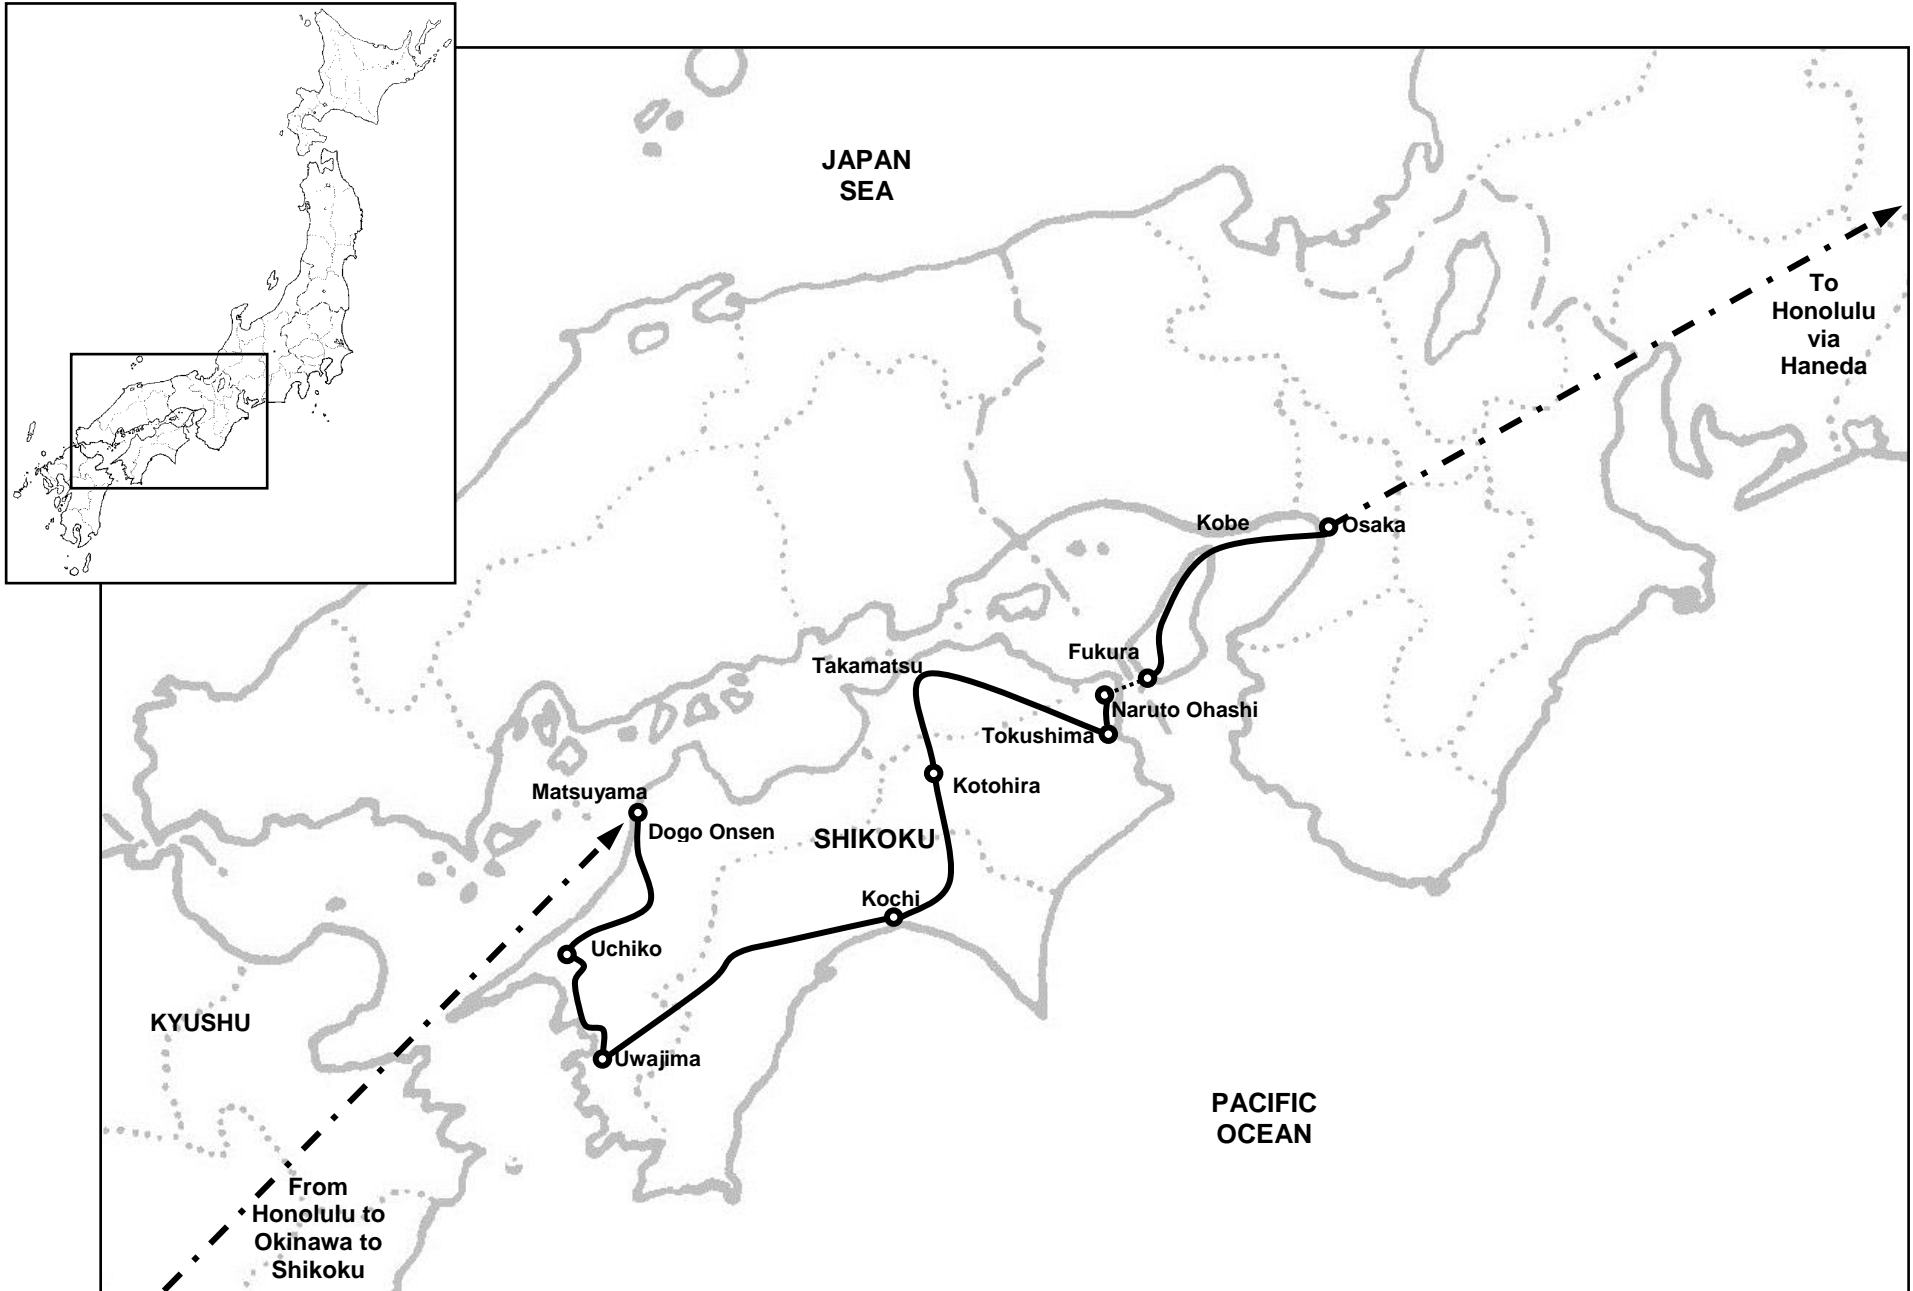 JAPAN
SEA
To
Honolulu
via
Haneda
Kobe
Osaka
Fukura
Takamatsu
Naruto Ohashi
Tokushima
Kotohira
Matsuyama
Dogo Onsen
SHIKOKU
Kochi
Uchiko
KYUSHU
Uwajima
PACIFIC
OCEAN
From
Honolulu to
Okinawa to
Shikoku